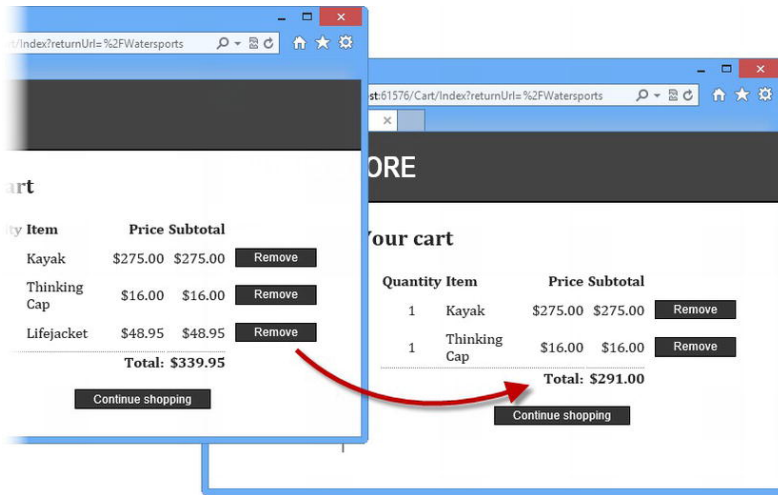 rt/Index?returnUrl=%2FWatersports
art
ty Item Price Subtotal
Kayak $275.00 $275.00 Remove
Thinking
Cap $16.00 $16.00 Remove
Lifejacket $48.95 $48.95 Remove
Total: $339.95
Continue shopping
ost:61576/Cart/Index?returnUrl=%2FWatersports
ORE
Your cart
Quantity Item Price Subtotal
1 Kayak $275.00 $275.00 Remove
1 Thinking
Cap $16.00 $16.00 Remove
Total: $291.00
Continue shopping